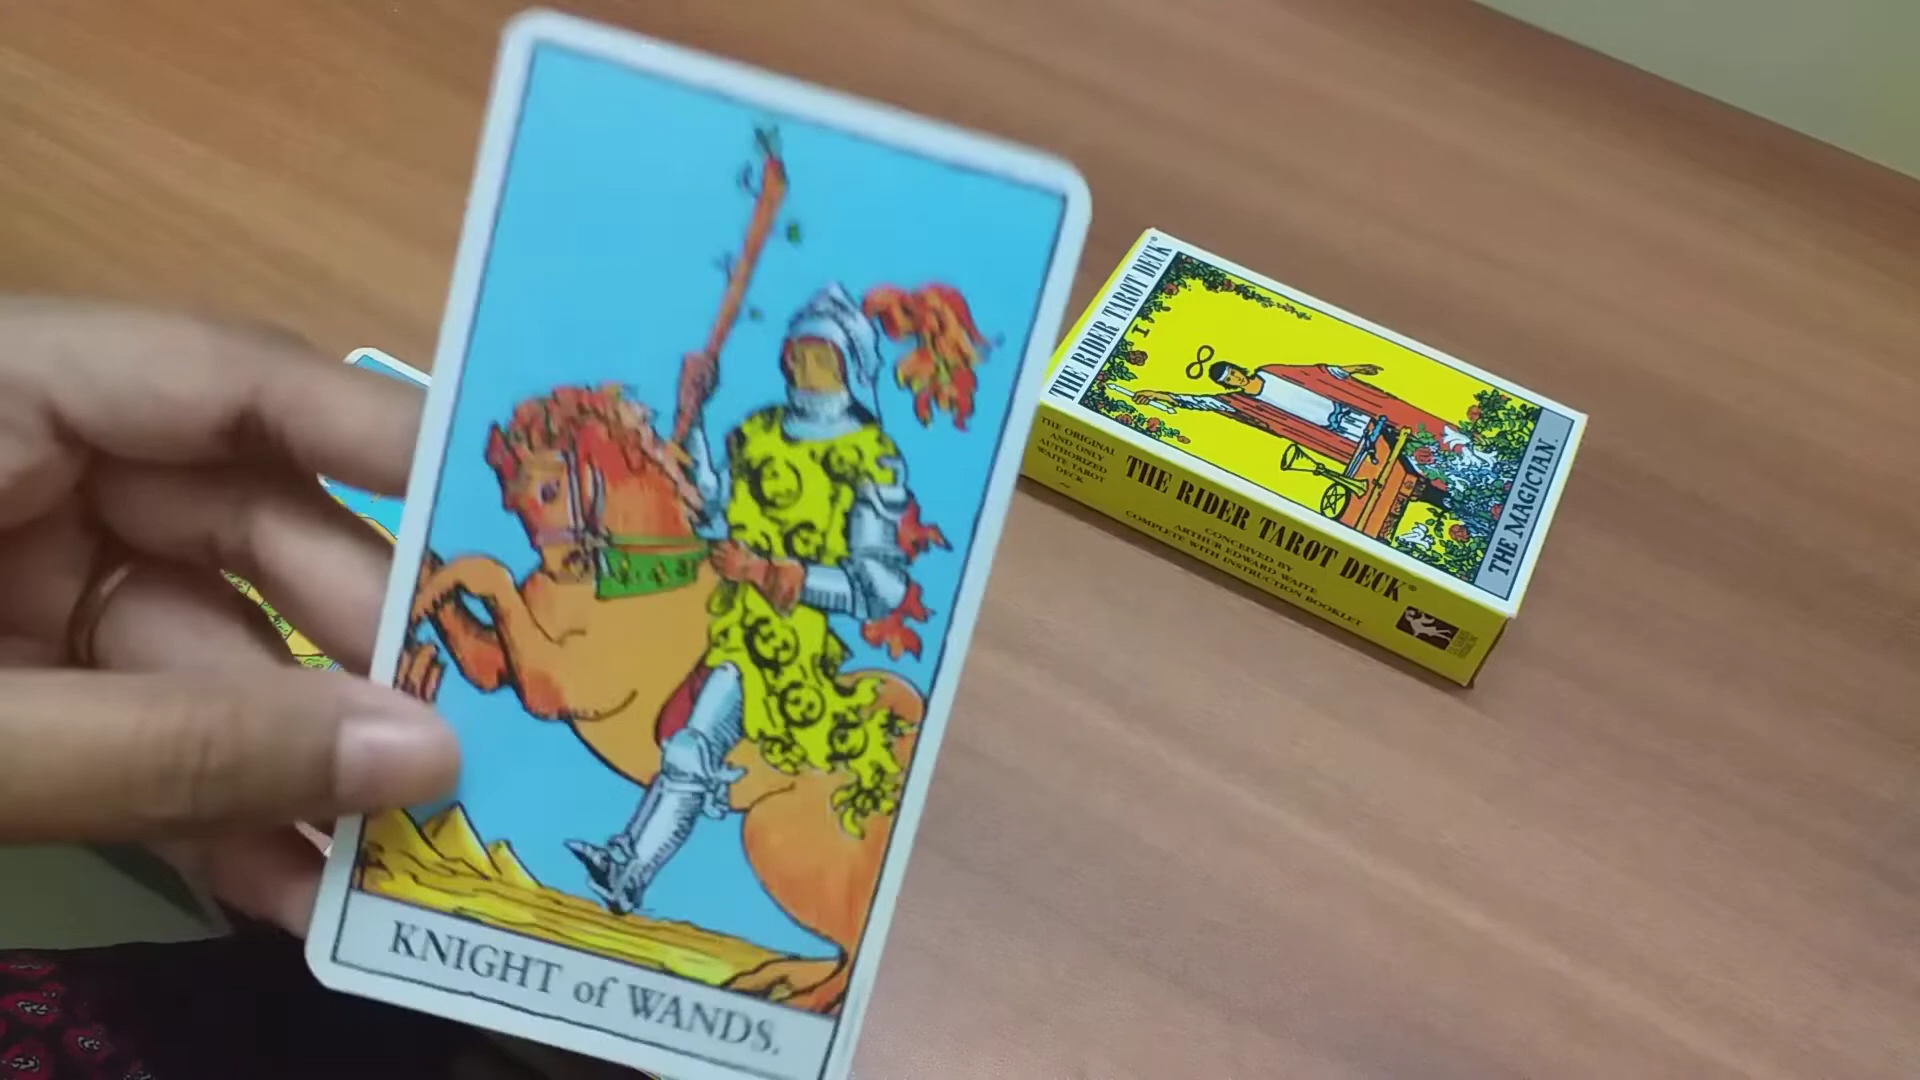 KNIGHT of WANDS.
THE RIDER TAROT DECK®
I
THE MAGICIAN.
THE ORIGINAL
AND ONLY
AUTHORIZED
WAITE TAROT
DECK
THE RIDER TAROT DECK®
CONCEIVED BY
ARTHUR EDWARD WAITE
COMPLETE WITH INSTRUCTION BOOKLET